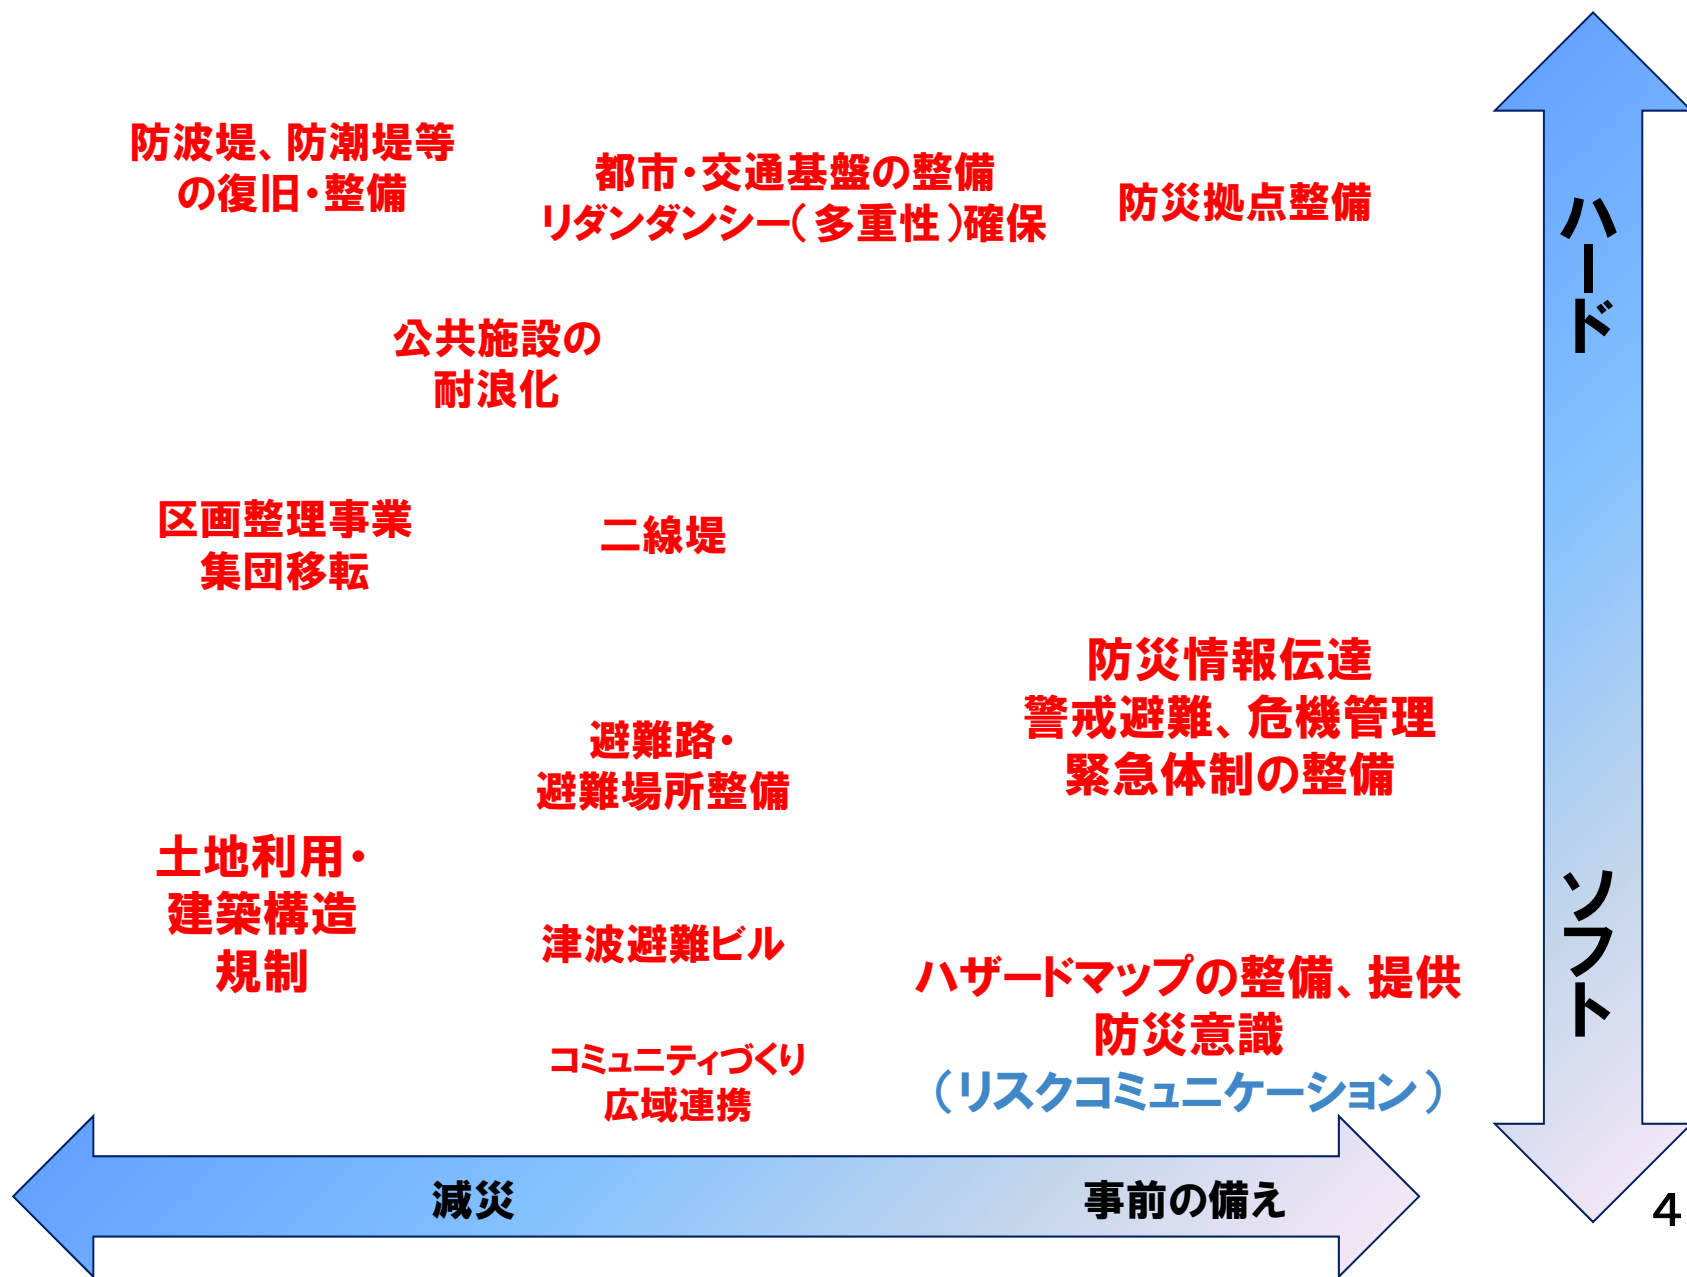 防波堤、防潮堤等
の復旧・整備
都市・交通基盤の整備
リダンダンシー（多重性）確保
防災拠点整備
公共施設の
耐浪化
区画整理事業
集団移転
二線堤
防災情報伝達
警戒避難、危機管理
緊急体制の整備
避難路・
避難場所整備
土地利用・
建築構造
規制
津波避難ビル
ハザードマップの整備、提供
防災意識
（リスクコミュニケーション）
コミュニティづくり
広域連携
ハード
ソフト
減災
事前の備え
4